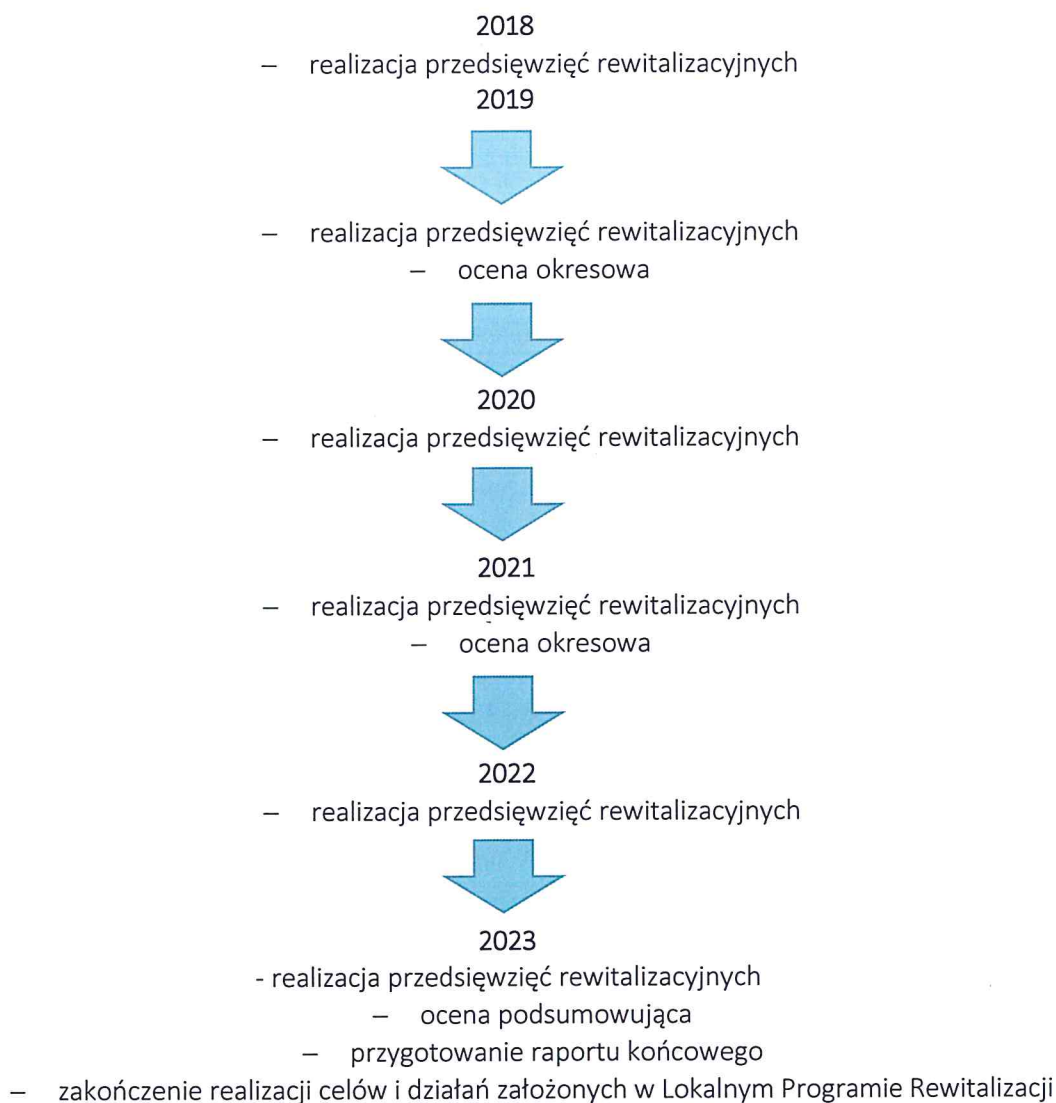 2018
– realizacja przedsięwzięć rewitalizacyjnych
2019
– realizacja przedsięwzięć rewitalizacyjnych
– ocena okresowa
2020
– realizacja przedsięwzięć rewitalizacyjnych
2021
– realizacja przedsięwzięć rewitalizacyjnych
– ocena okresowa
2022
– realizacja przedsięwzięć rewitalizacyjnych
2023
- realizacja przedsięwzięć rewitalizacyjnych
– ocena podsumowująca
– przygotowanie raportu końcowego
– zakończenie realizacji celów i działań założonych w Lokalnym Programie Rewitalizacji